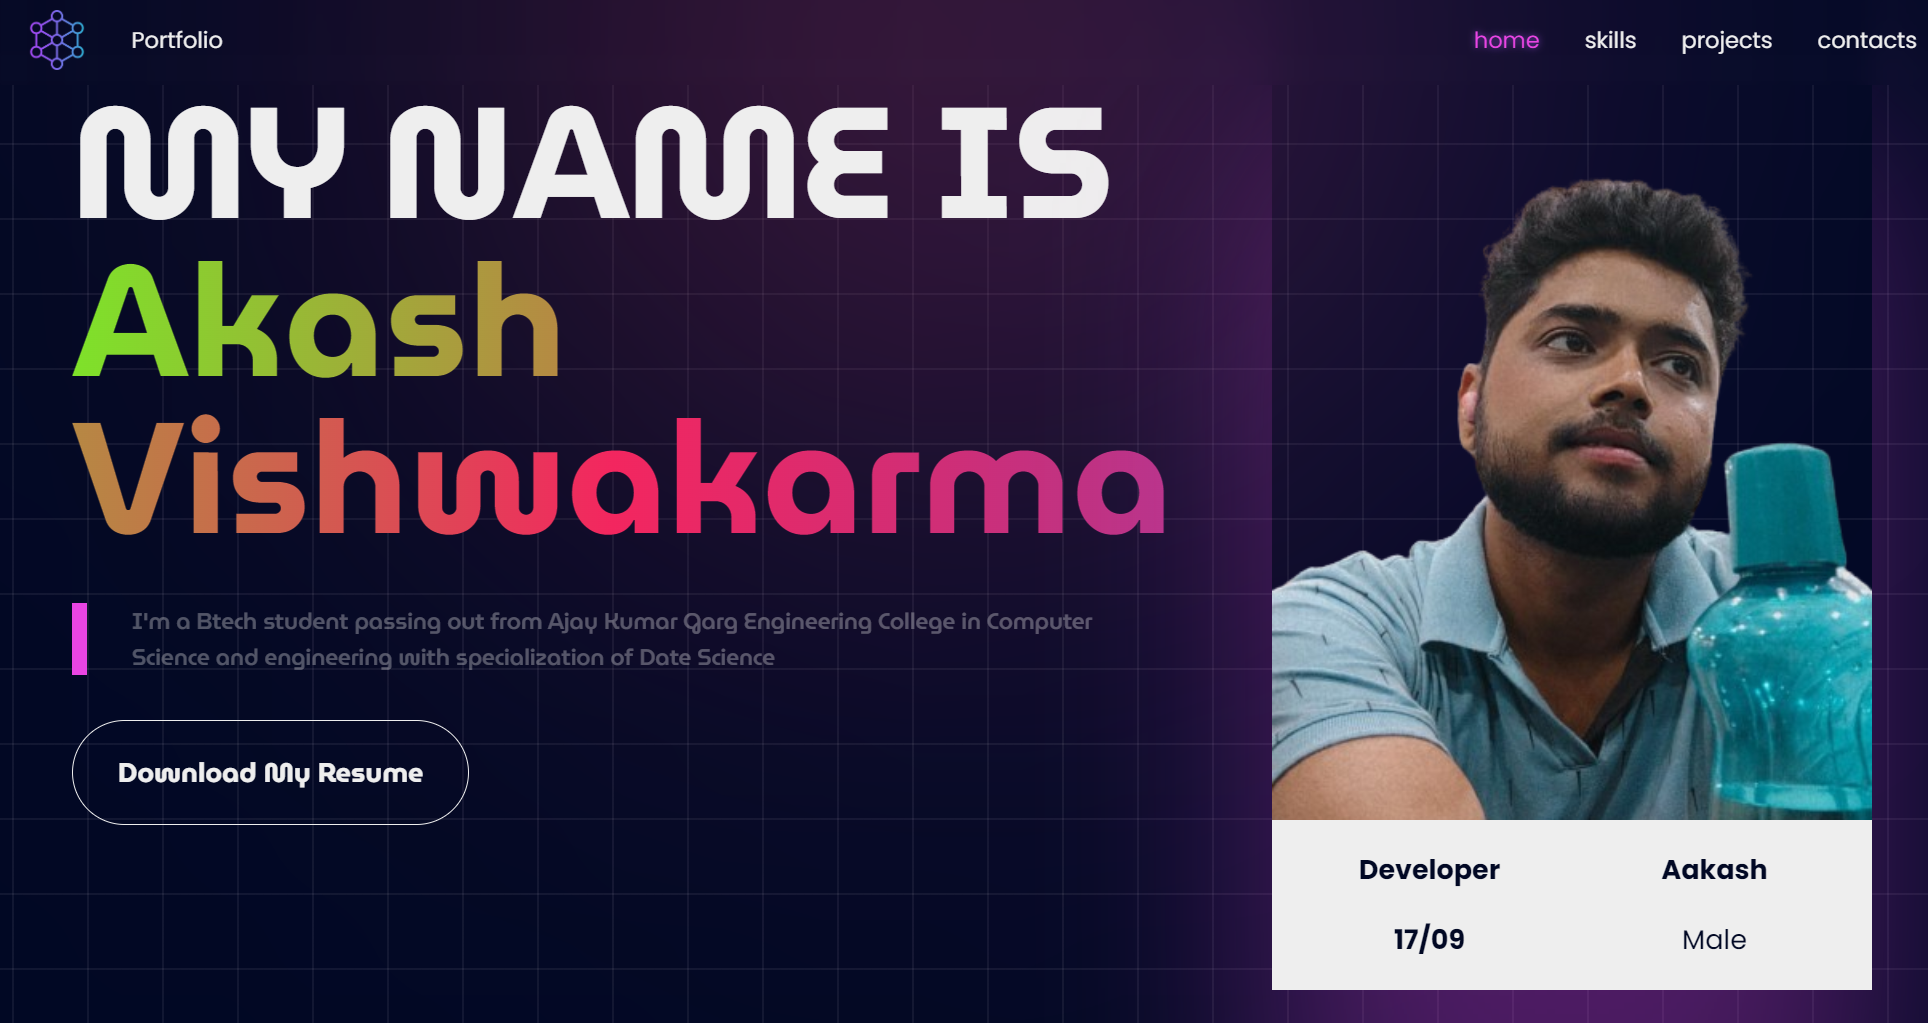 Portfolio
home skills projects contacts
MY NAME IS
Akash
Vishwakarma
I'm a Btech student passing out from Ajay Kumar Garg Engineering College in Computer
Science and engineering with specialization of Date Science
Download My Resume
Developer Aakash
17/09 Male